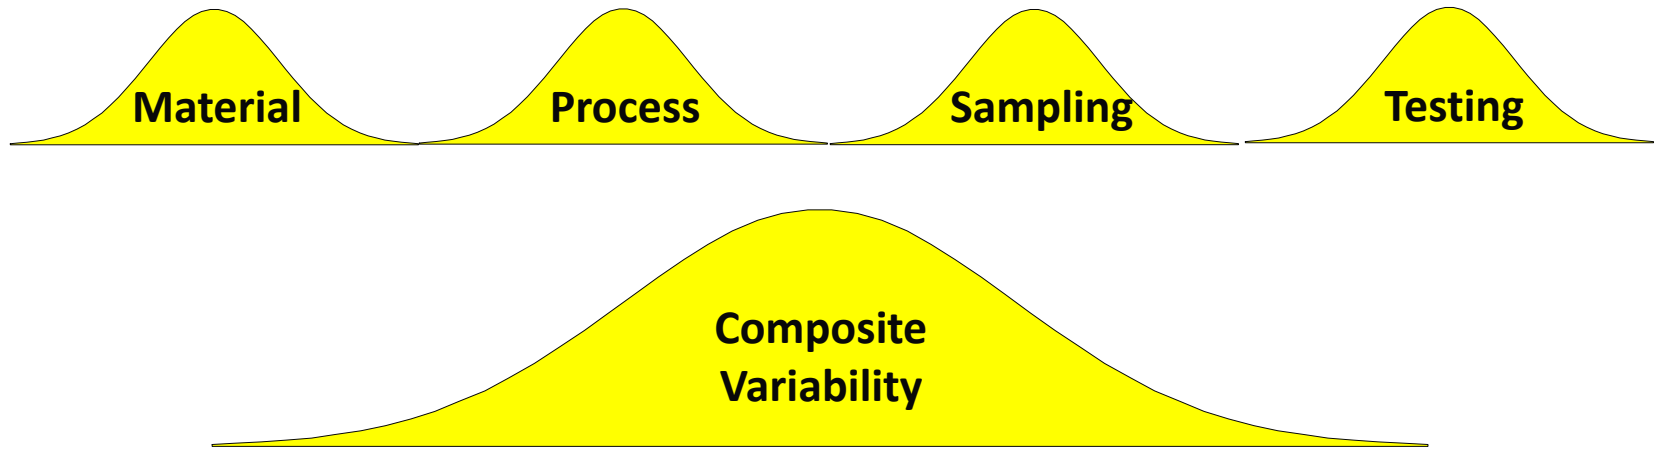 Material
Process
Sampling
Testing
Composite
Variability